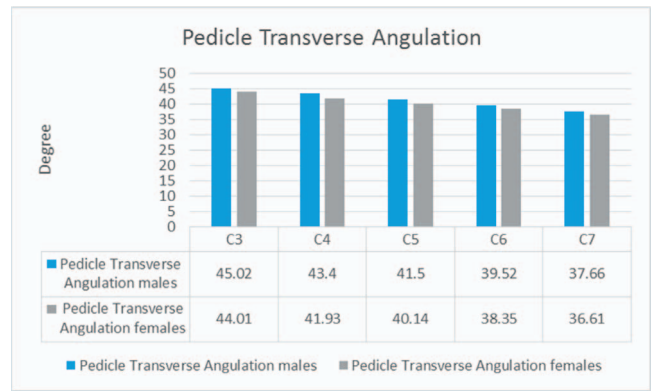 Pedicle Transverse Angulation
Degree
50
45
40
35
30
25
20
15
10
5
0
C3 C4 C5 C6 C7
Pedicle Transverse
Angulation males 45.02 43.4 41.5 39.52 37.66
Pedicle Transverse
Angulation females 44.01 41.93 40.14 38.35 36.61
Pedicle Transverse Angulation males Pedicle Transverse Angulation females